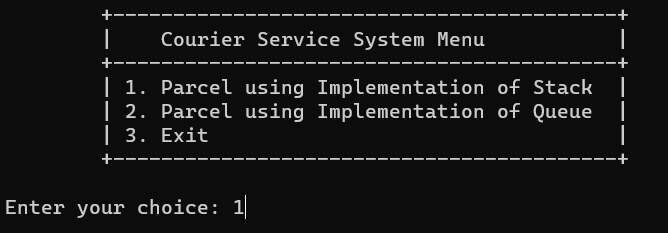 +------------------------------------------+
|    Courier Service System Menu           |
+------------------------------------------+
| 1. Parcel using Implementation of Stack  |
| 2. Parcel using Implementation of Queue  |
| 3. Exit                                  |
+------------------------------------------+
Enter your choice: 1